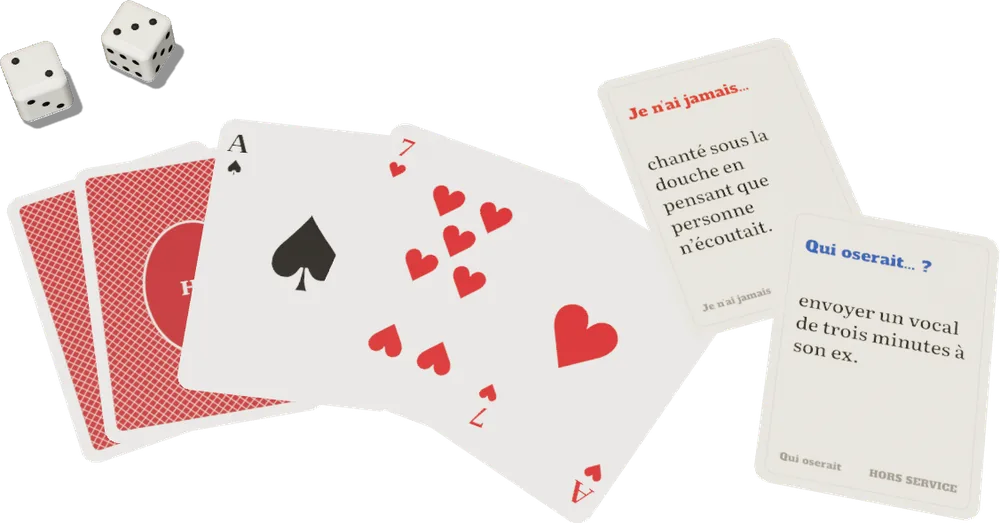 A
7
7
A
H
Je n'ai jamais...
chanté sous la
douche en
pensant que
personne
n'écoutait.
Je n'ai jamais
Qui oserait... ?
envoyer un vocal
de trois minutes à
son ex.
Qui oserait
HORS SERVICE